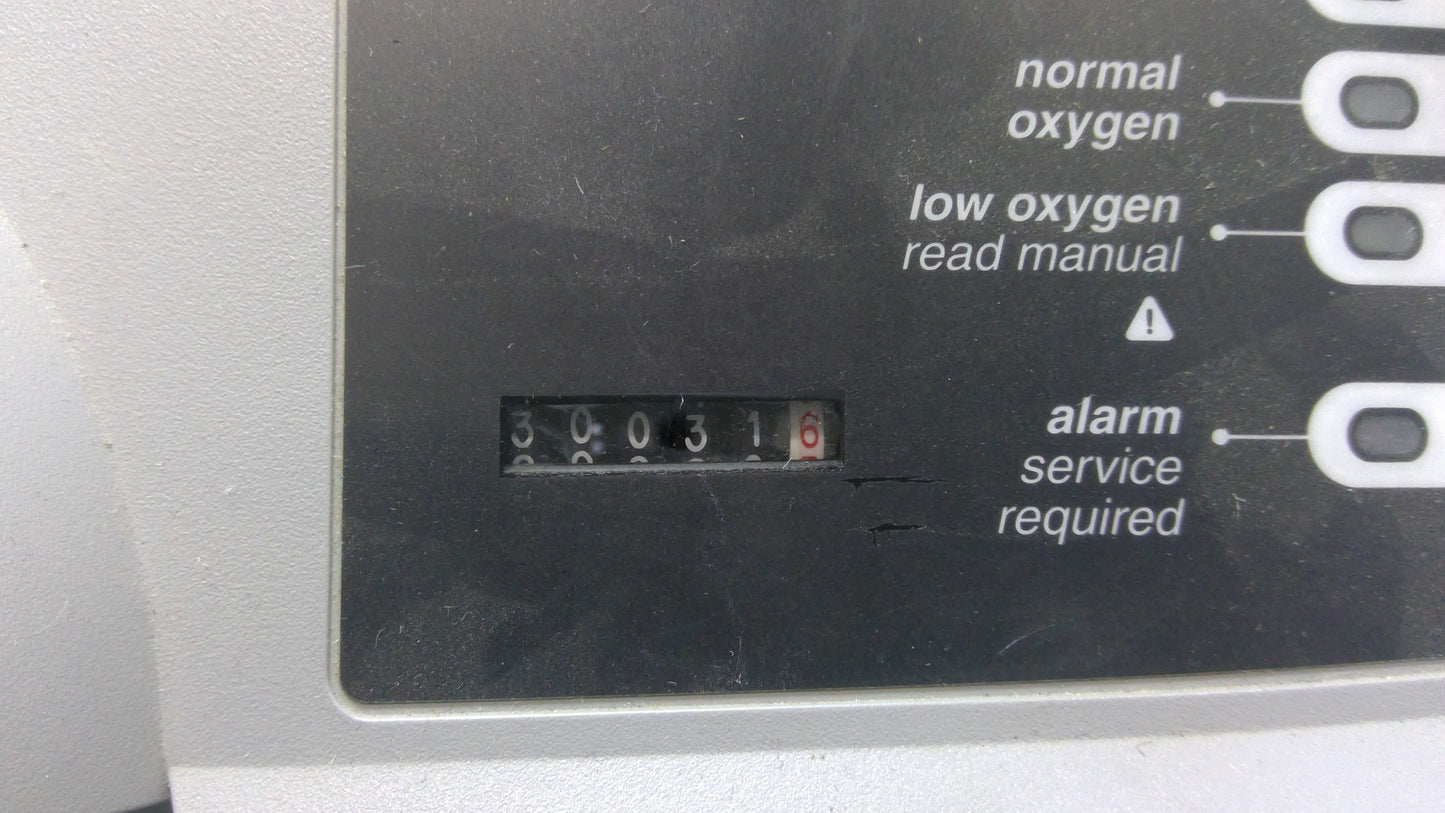 normal
oxygen
low oxygen
read manual
300316
alarm
service
required